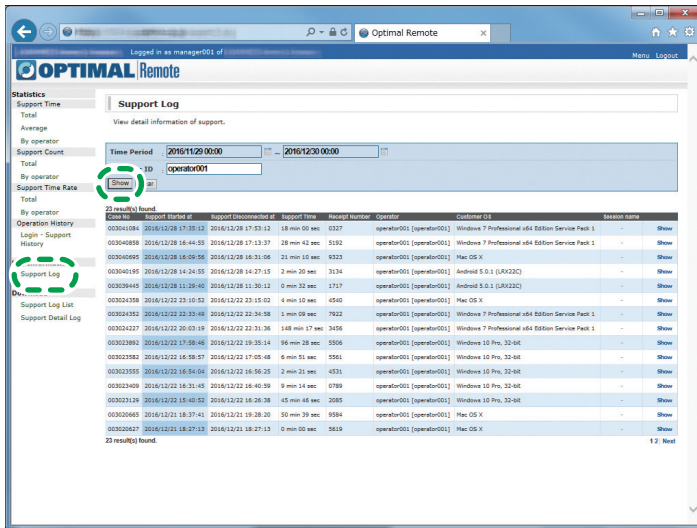 Optimal Remote
Logged in as manager001 of
Menu Logout
OPTIMAL Remote
Statistics
Support Time
Total
Average
By operator
Support Count
Total
By operator
Support Time Rate
Total
By operator
Operation History
Login - Support
History
Support Log
Support Log List
Support Detail Log
Support Log
View detail information of support.
Time Period : 2016/11/29 00:00 - 2016/12/30 00:00
ID : operator001
Show
23 result(s) found.
Case No Support Started at Support Disconnected at Support Time Receipt Number Operator Customer OS Session name
003041084 2016/12/28 17:35:12 2016/12/28 17:53:12 18 min 00 sec 0327 operator001 [operator001] Windows 7 Professional x64 Edition Service Pack 1 - Show
003040858 2016/12/28 16:44:55 2016/12/28 17:13:37 28 min 42 sec 5192 operator001 [operator001] Windows 7 Professional x64 Edition Service Pack 1 - Show
003040695 2016/12/28 16:09:56 2016/12/28 16:31:06 21 min 10 sec 9323 operator001 [operator001] Mac OS X - Show
003040195 2016/12/28 14:24:55 2016/12/28 14:27:15 2 min 20 sec 3134 operator001 [operator001] Android 5.0.1 (LRX22C) - Show
003039445 2016/12/28 11:29:40 2016/12/28 11:30:12 0 min 32 sec 1717 operator001 [operator001] Android 5.0.1 (LRX22C) - Show
003024358 2016/12/22 23:10:52 2016/12/22 23:15:02 4 min 10 sec 4540 operator001 [operator001] Mac OS X - Show
003024352 2016/12/22 22:33:49 2016/12/22 22:34:58 1 min 09 sec 7922 operator001 [operator001] Windows 7 Professional x64 Edition Service Pack 1 - Show
003024227 2016/12/22 20:03:19 2016/12/22 22:31:36 148 min 17 sec 3456 operator001 [operator001] Windows 7 Professional x64 Edition Service Pack 1 - Show
003023892 2016/12/22 17:58:46 2016/12/22 19:35:14 96 min 28 sec 5506 operator001 [operator001] Windows 10 Pro, 32-bit - Show
003023582 2016/12/22 16:58:57 2016/12/22 17:05:48 6 min 51 sec 5561 operator001 [operator001] Windows 10 Pro, 32-bit - Show
003023555 2016/12/22 16:54:04 2016/12/22 16:56:25 2 min 21 sec 4531 operator001 [operator001] Windows 10 Pro, 32-bit - Show
003023409 2016/12/22 16:31:45 2016/12/22 16:40:59 9 min 14 sec 0789 operator001 [operator001] Windows 10 Pro, 32-bit - Show
003023129 2016/12/22 15:40:52 2016/12/22 16:26:38 45 min 46 sec 2085 operator001 [operator001] Windows 10 Pro, 32-bit - Show
003020665 2016/12/21 18:37:41 2016/12/21 19:28:20 50 min 39 sec 9584 operator001 [operator001] Mac OS X - Show
003020627 2016/12/21 18:27:13 2016/12/21 18:27:13 0 min 00 sec 5619 operator001 [operator001] Mac OS X - Show
23 result(s) found.
1 2 Next